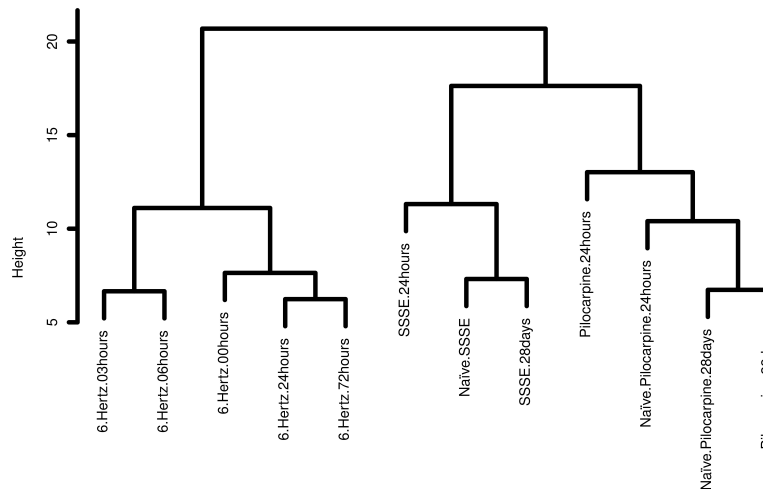 20
15
10
5
Height
6.Hertz.03hours
6.Hertz.06hours
6.Hertz.00hours
6.Hertz.24hours
6.Hertz.72hours
SSSE.24hours
Naïve.SSSE
SSSE.28days
Pilocarpine.24hours
Naïve.Pilocarpine.24hours
Naïve.Pilocarpine.28days